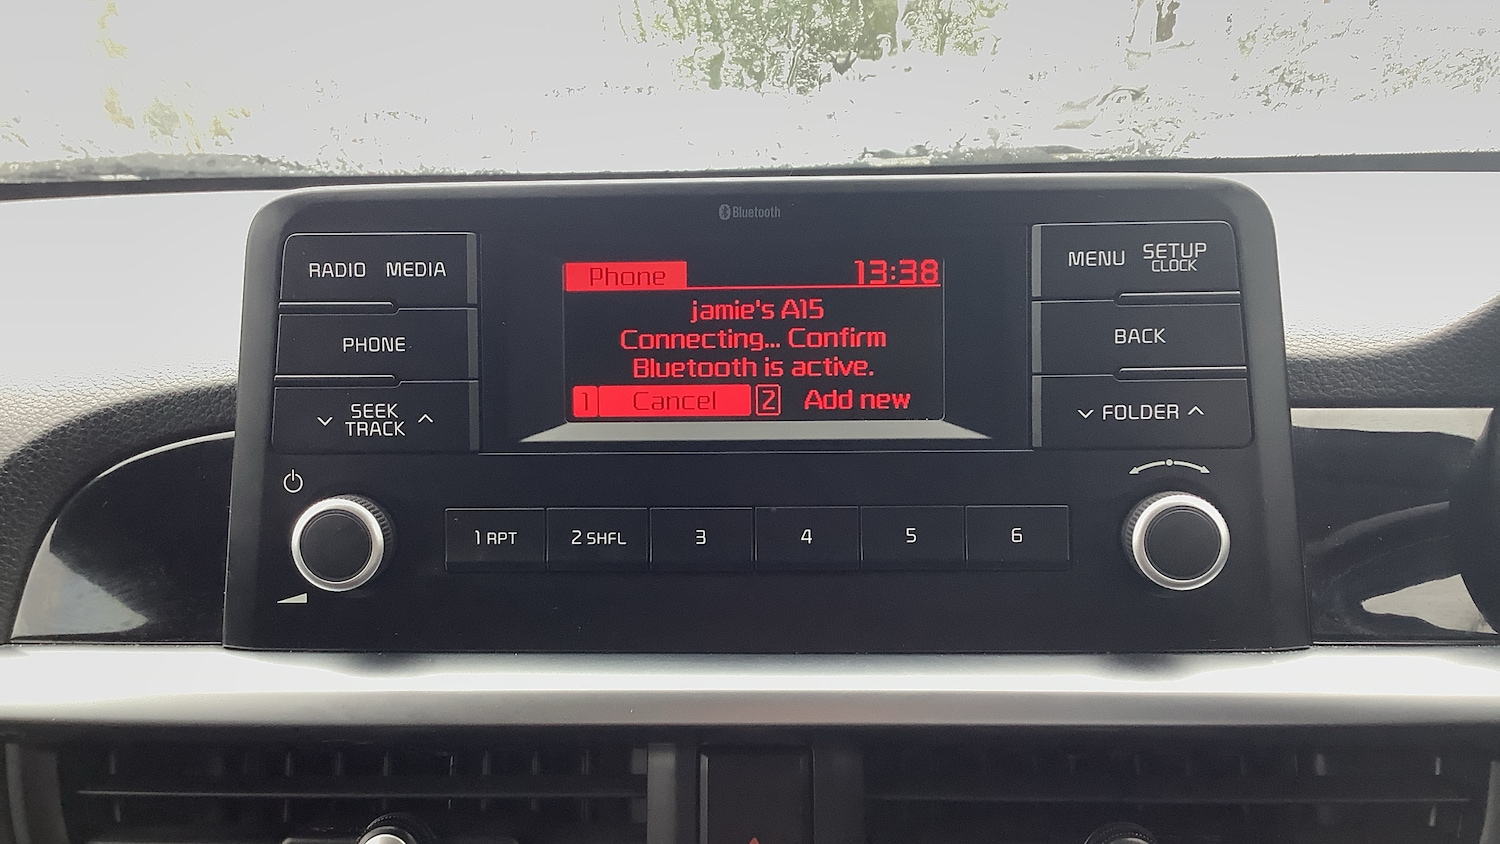 Bluetooth
RADIO MEDIA
PHONE
SEEK
TRACK
Phone 13:38
jamie's A15
Connecting... Confirm
Bluetooth is active.
1 Cancel 2 Add new
MENU SETUP
CLOCK
BACK
FOLDER
1 RPT 2 SHFL 3 4 5 6